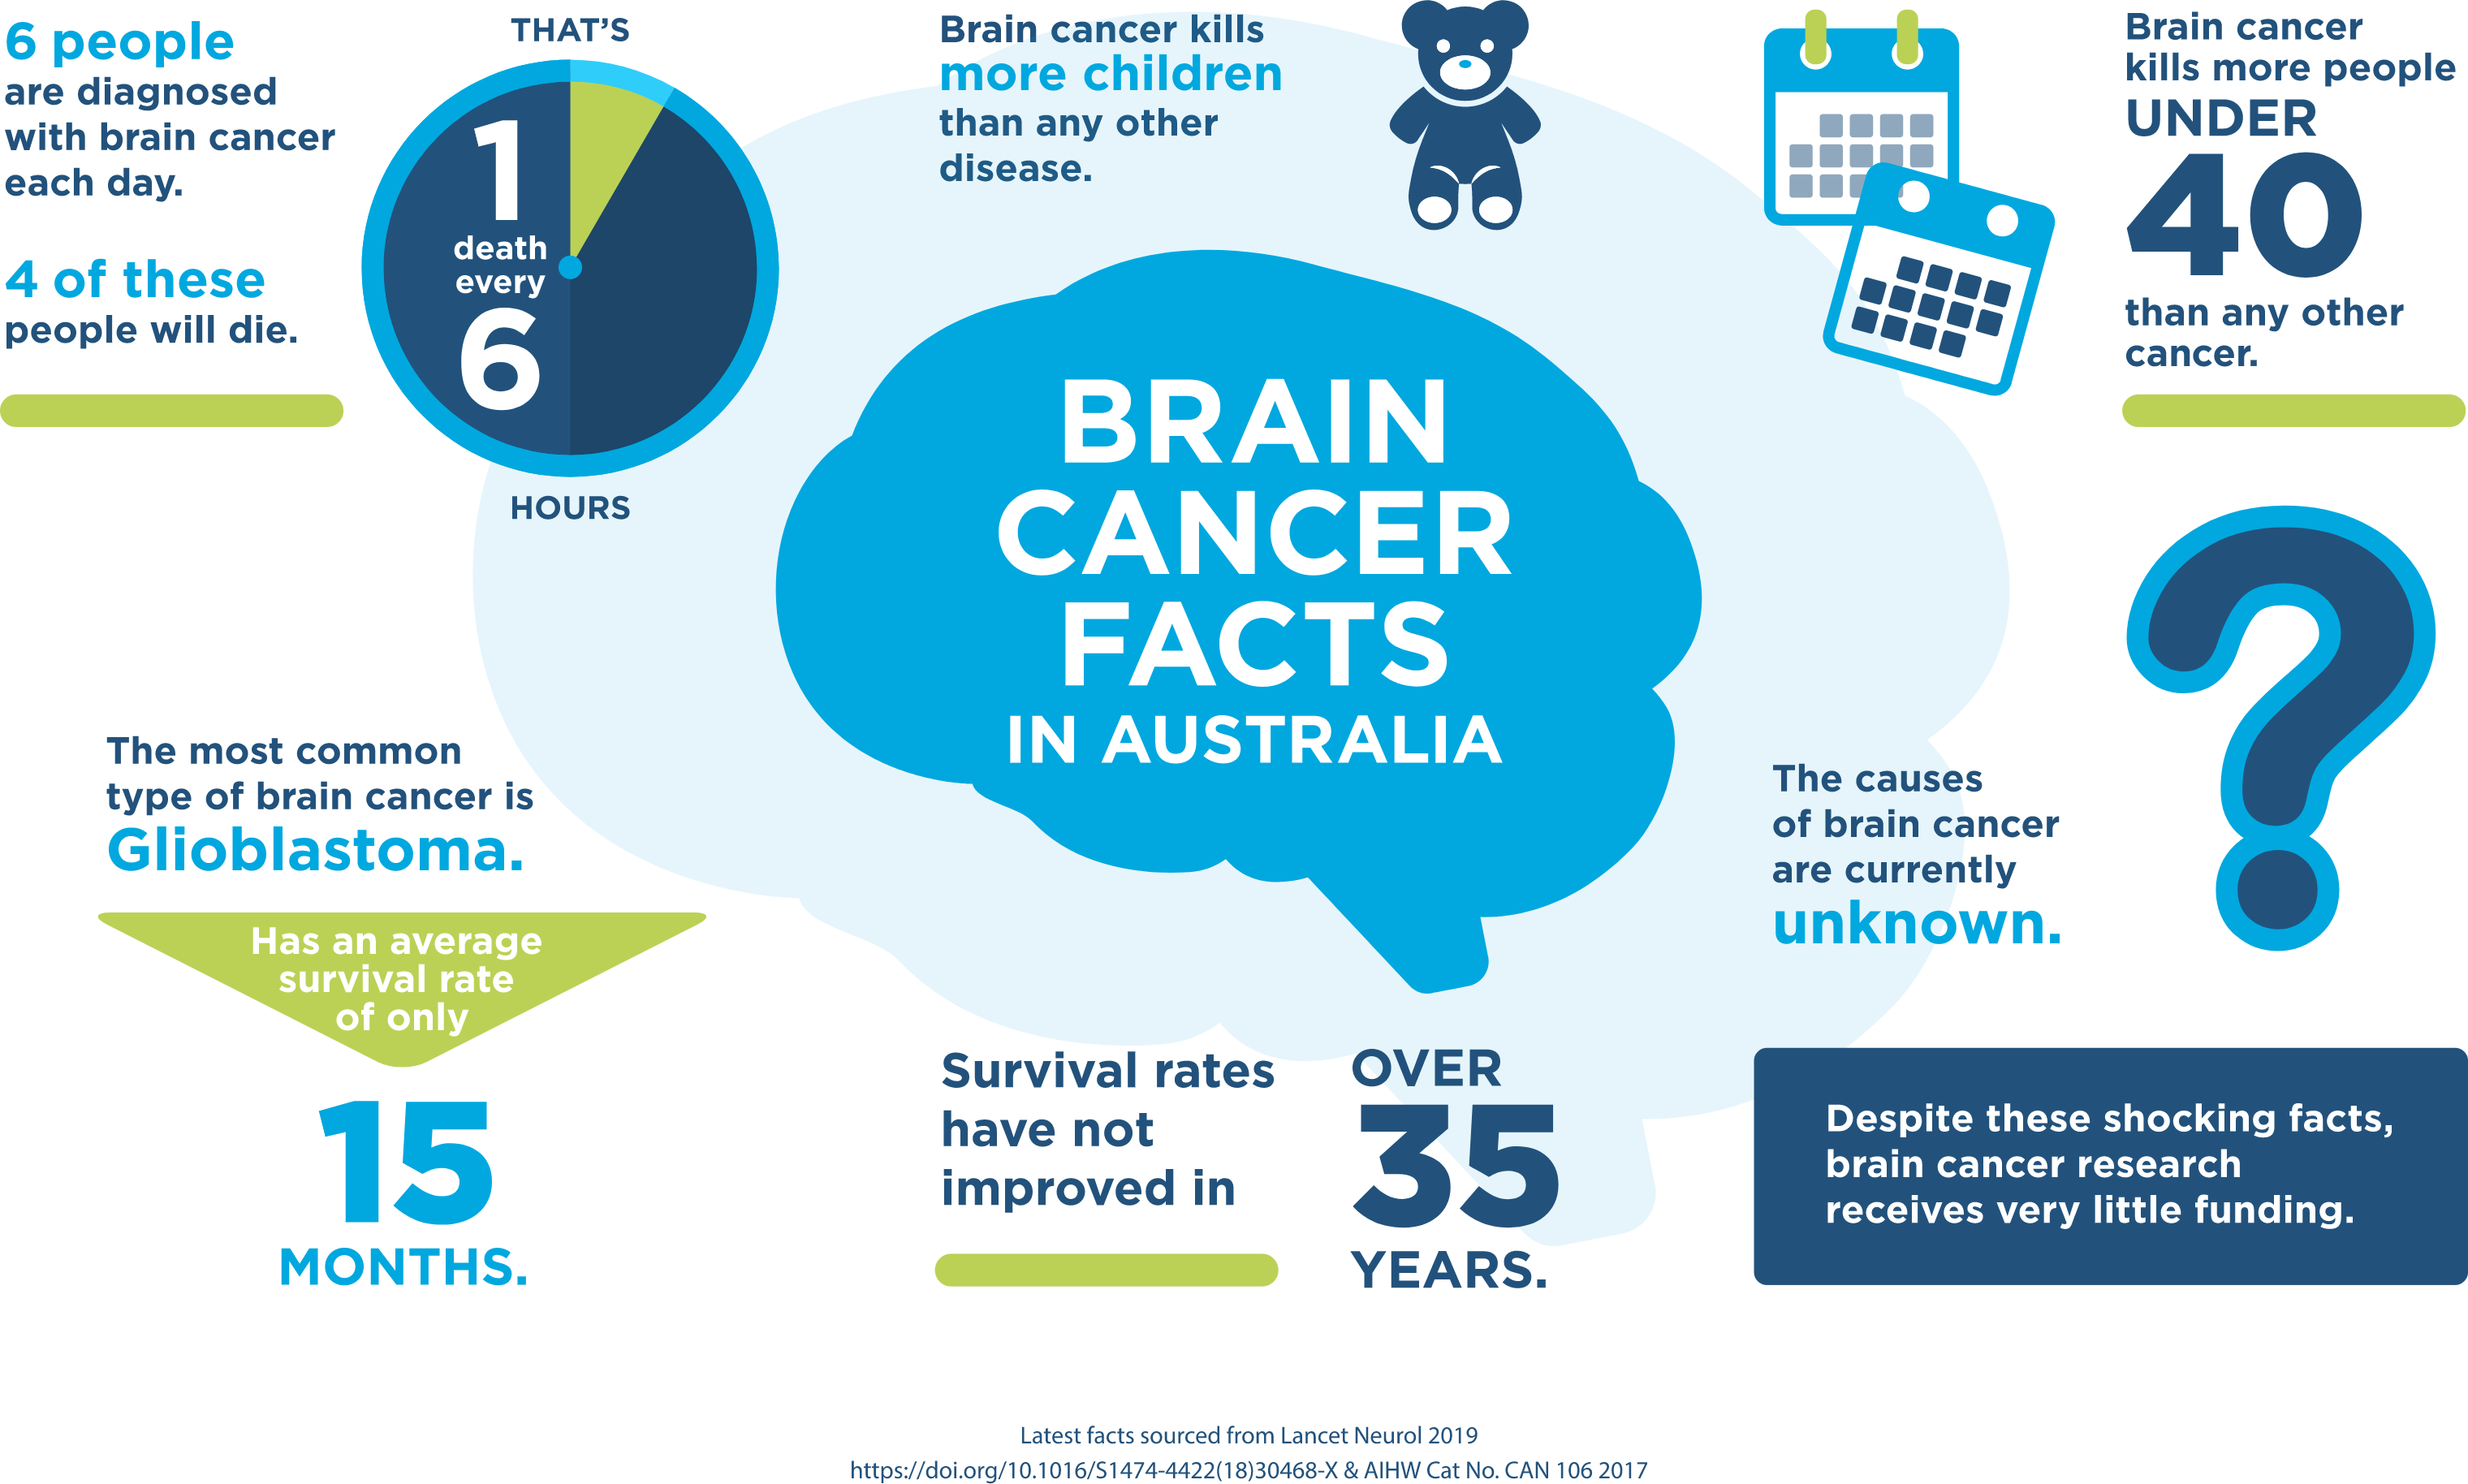 6 people
are diagnosed
with brain cancer
each day.
4 of these
people will die.
THAT'S
1
death
every
6
HOURS
Brain cancer kills
more children
than any other
disease.
Brain cancer
kills more people
UNDER
40
than any other
cancer.
BRAIN
CANCER
FACTS
IN AUSTRALIA
The most common
type of brain cancer is
Glioblastoma.
Has an average
survival rate
of only
15
MONTHS.
The causes
of brain cancer
are currently
unknown.
Survival rates
have not
improved in
OVER
35
YEARS.
Despite these shocking facts,
brain cancer research
receives very little funding.
Latest facts sourced from Lancet Neurol 2019
https://doi.org/10.1016/S1474-4422(18)30468-X & AIHW Cat No. CAN 106 2017